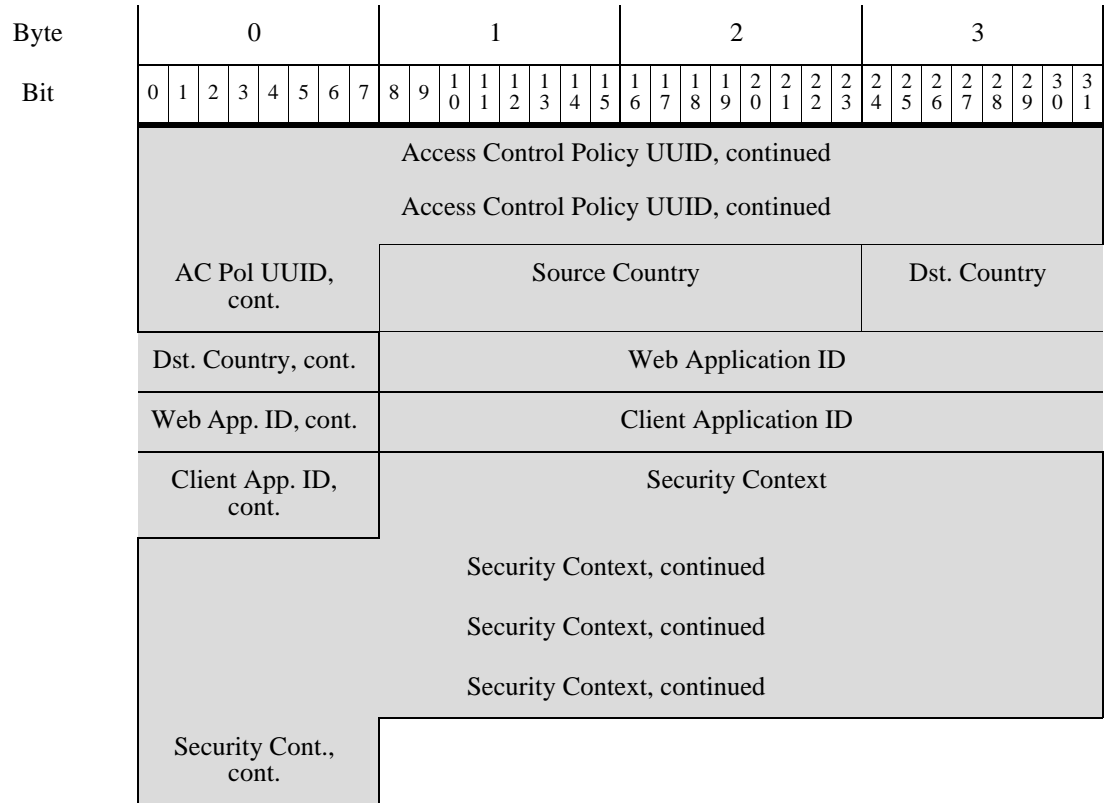 Byte 0 1 2 3
Bit 0 1 2 3 4 5 6 7 8 9 10 11 12 13 14 15 16 17 18 19 20 21 22 23 24 25 26 27 28 29 30 31
Access Control Policy UUID, continued
Access Control Policy UUID, continued
AC Pol UUID, Source Country Dst. Country
cont.
Dst. Country, cont. Web Application ID
Web App. ID, cont. Client Application ID
Client App. ID, Security Context
cont.
Security Context, continued
Security Context, continued
Security Context, continued
Security Cont.,
cont.